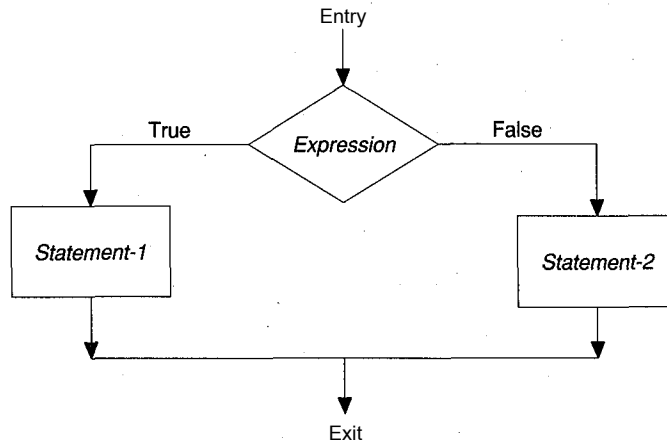 Entry
True
Expression
False
Statement-1
Statement-2
Exit